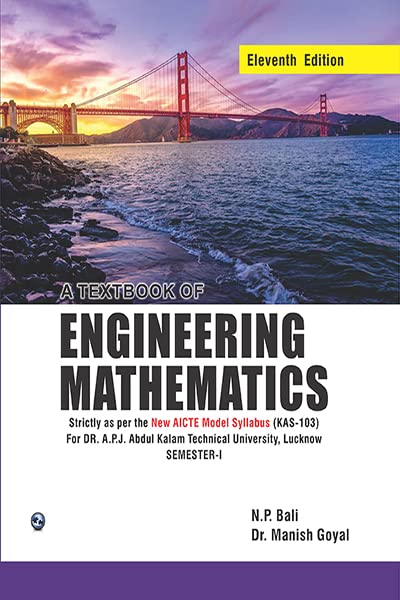 Eleventh Edition
A TEXTBOOK OF
ENGINEERING
MATHEMATICS
Strictly as per the New AICTE Model Syllabus (KAS-103)
For DR. A.P.J. Abdul Kalam Technical University, Lucknow
SEMESTER-I
N.P. Bali
Dr. Manish Goyal